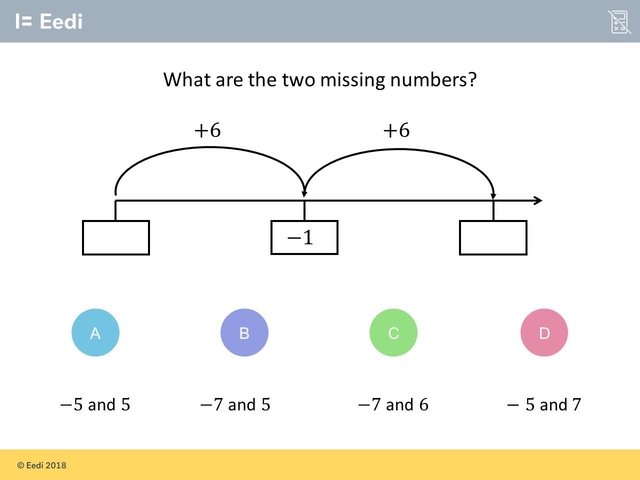 I= Eedi
What are the two missing numbers?
+6 +6
−1
A B C D
−5 and 5 −7 and 5 −7 and 6 − 5 and 7
© Eedi 2018